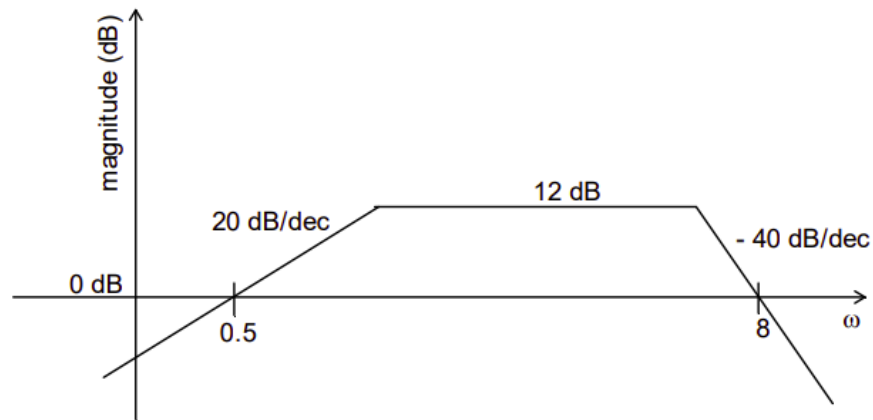 magnitude (dB)
12 dB
20 dB/dec
- 40 dB/dec
0 dB
0.5
8
ω